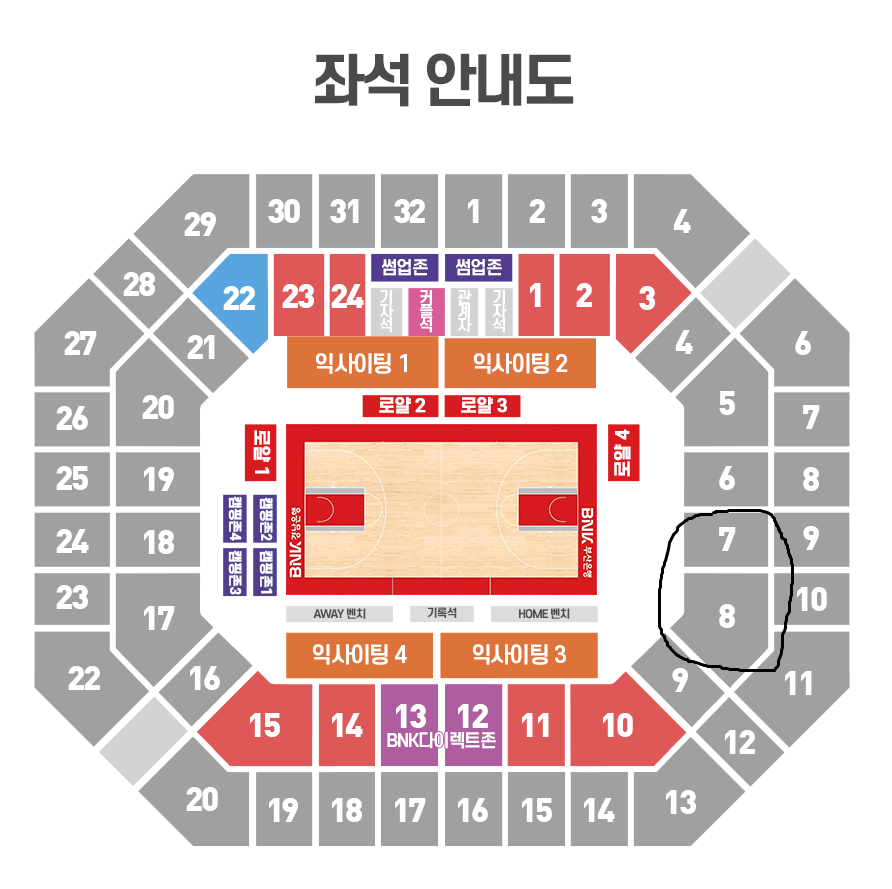 좌석 안내도
29 30 31 32 1 2 3 4
28 22 23 24 썸업존 썸업존 1 2 3
기자석 커플석 관계자 기자석
27 21 익사이팅 1 익사이팅 2 4 6
20 로얄 2 로얄 3 5
26 로얄 1 로얄 4 7
25 19 6 8
24 18 캠핑존4 캠핑존2 BNK 경남은행 BNK 부산은행 7 9
23 캠핑존3 캠핑존1 10
17 AWAY 벤치 기록석 HOME 벤치 8
22 16 익사이팅 4 익사이팅 3 9 11
15 14 13 12 11 10 12
BNK다이렉트존
20 19 18 17 16 15 14 13